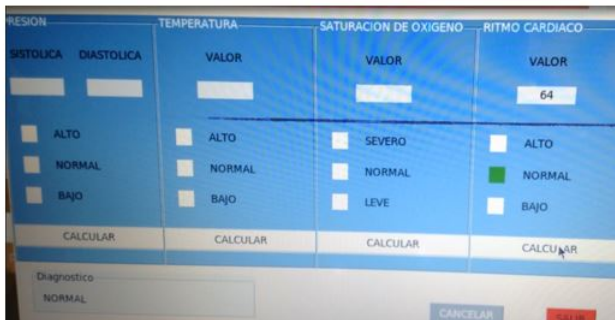 PRESION
SISTOLICA DIASTOLICA
ALTO
NORMAL
BAJO
CALCULAR
TEMPERATURA
VALOR
ALTO
NORMAL
BAJO
CALCULAR
SATURACION DE OXIGENO
VALOR
SEVERO
NORMAL
LEVE
CALCULAR
RITMO CARDIACO
VALOR
64
ALTO
NORMAL
BAJO
CALCULAR
Diagnostico
NORMAL
CANCELAR
SALIR